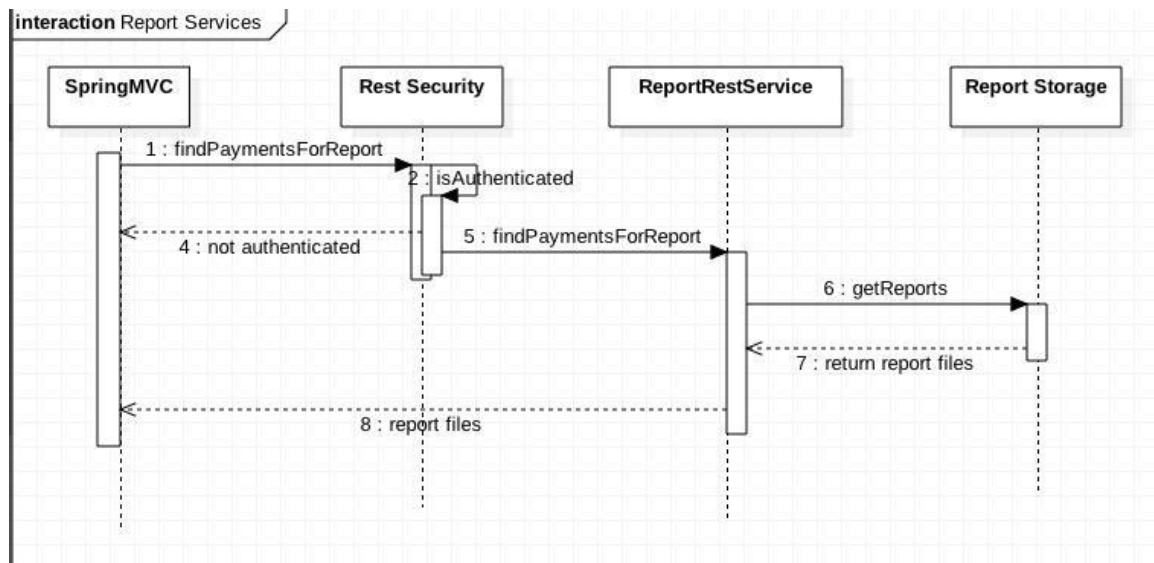 interaction Report Services
SpringMVC
Rest Security
ReportRestService
Report Storage
1 : findPaymentsForReport
2 : isAuthenticated
4 : not authenticated
5 : findPaymentsForReport
6 : getReports
7 : return report files
8 : report files